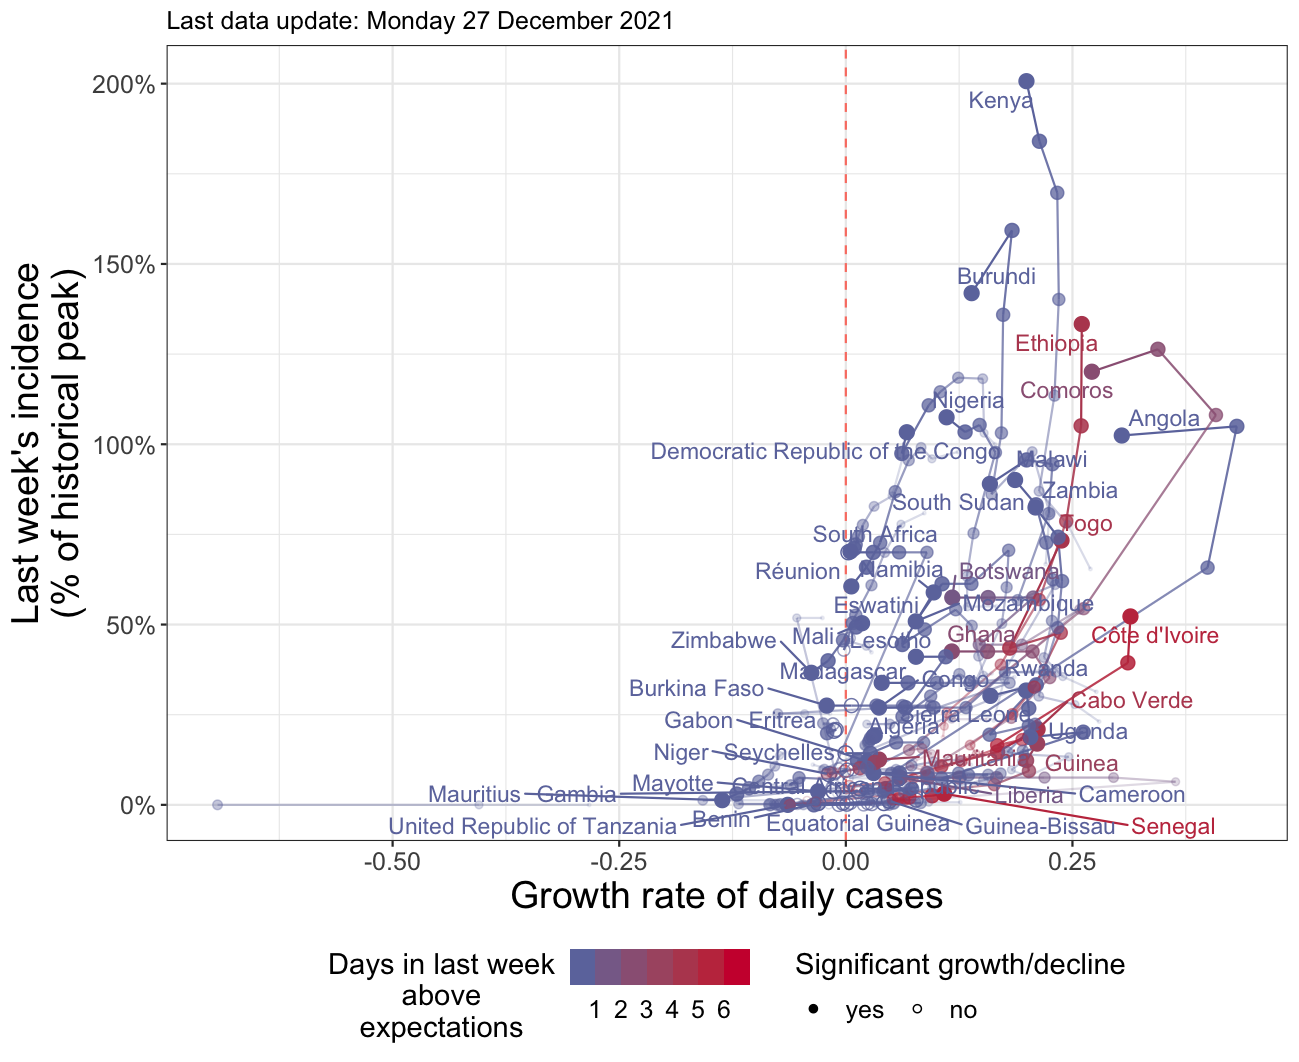 Last data update: Monday 27 December 2021
Last week's incidence
(% of historical peak)
200%
150%
100%
50%
0%
Kenya
Burundi
Ethiopia
Comoros
Nigeria
Angola
Democratic Republic of the Congo
Malawi
Zambia
South Sudan
Togo
South Africa
Réunion
Namibia
Botswana
Eswatini
Mozambique
Zimbabwe
Mali
Lesotho
Ghana
Côte d'Ivoire
Madagascar
Congo
Rwanda
Burkina Faso
Cabo Verde
Gabon
Eritrea
Algeria
Sierra Leone
Uganda
Niger
Seychelles
Mauritania
Guinea
Mayotte
Central African Republic
Mauritius
Gambia
Liberia
Cameroon
United Republic of Tanzania
Benin
Equatorial Guinea
Guinea-Bissau
Senegal
-0.50
-0.25
0.00
0.25
Growth rate of daily cases
Days in last week
above
expectations
1 2 3 4 5 6
Significant growth/decline
yes
no